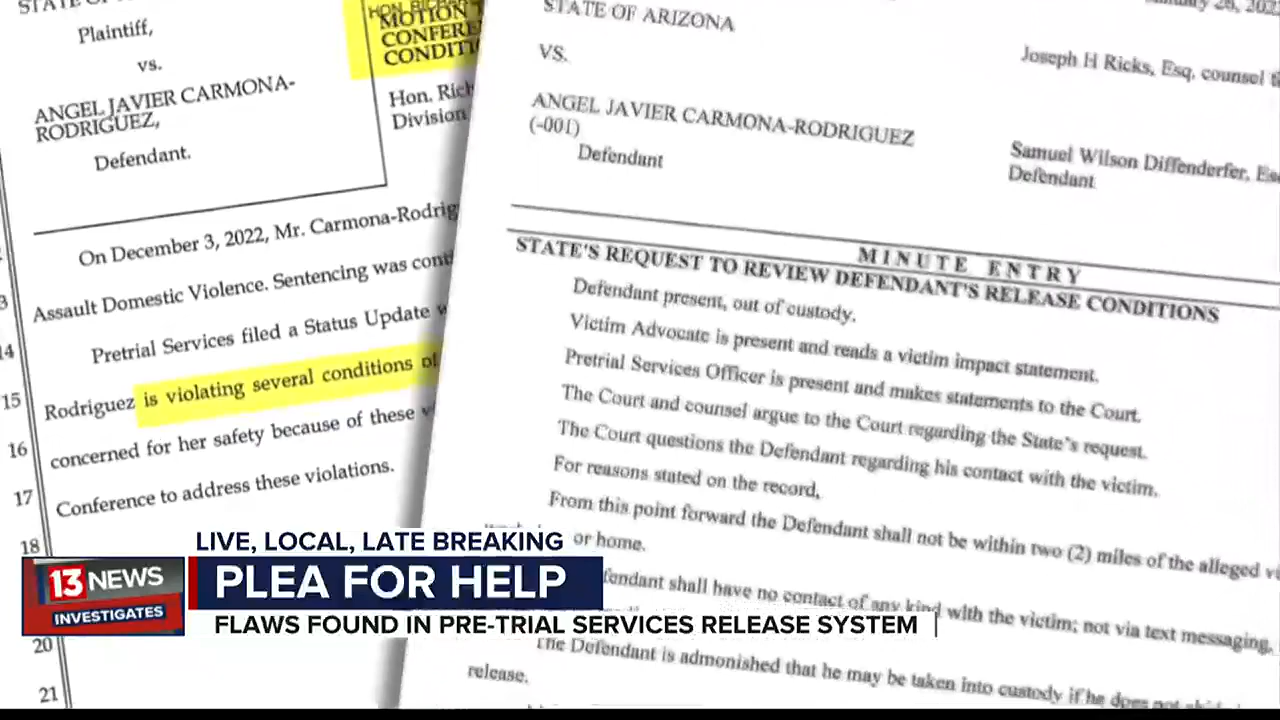 STATE OF
Plaintiff,
vs.
ANGEL JAVIER CARMONA-
RODRIGUEZ,
Defendant.
MOTION
CONFERE
CONDITI
Hon. Rich
Division
On December 3, 2022, Mr. Carmona-Rodrig
Assault Domestic Violence. Sentencing was cont
Pretrial Services filed a Status Update w
Rodriguez is violating several conditions of
concerned for her safety because of these v
Conference to address these violations.
3
14
15
16
17
18
20
21
STATE OF ARIZONA
VS.
ANGEL JAVIER CARMONA-RODRIGUEZ
(-001)
Defendant
Joseph H Ricks, Esq. counsel
Samuel Wilson Diffenderfer, Es
Defendant
MINUTE ENTRY
STATE'S REQUEST TO REVIEW DEFENDANT'S RELEASE CONDITIONS
Defendant present, out of custody.
Victim Advocate is present and reads a victim impact statement.
Pretrial Services Officer is present and makes statements to the Court.
The Court and counsel argue to the Court regarding the State's request.
The Court questions the Defendant regarding his contact with the victim.
For reasons stated on the record,
From this point forward the Defendant shall not be within two (2) miles of the alleged vi
or home.
fendant shall have no contact of any kind with the victim; not via text messaging,
The Defendant is admonished that he may be taken into custody if he does not
release.
LIVE, LOCAL, LATE BREAKING
13 NEWS
INVESTIGATES
PLEA FOR HELP
FLAWS FOUND IN PRE-TRIAL SERVICES RELEASE SYSTEM